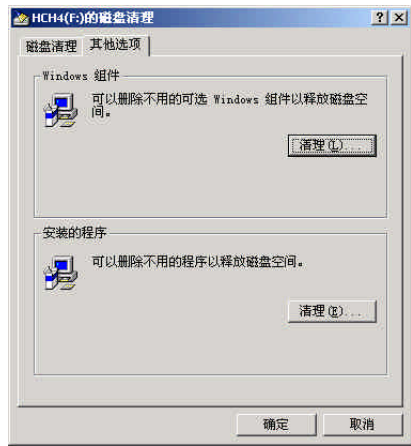 HCH4(F:)的磁盘清理
磁盘清理 其他选项
Windows 组件
可以删除不用的可选 Windows 组件以释放磁盘空
间。
清理(L)...
安装的程序
可以删除不用的程序以释放磁盘空间。
清理(E)...
确定 取消